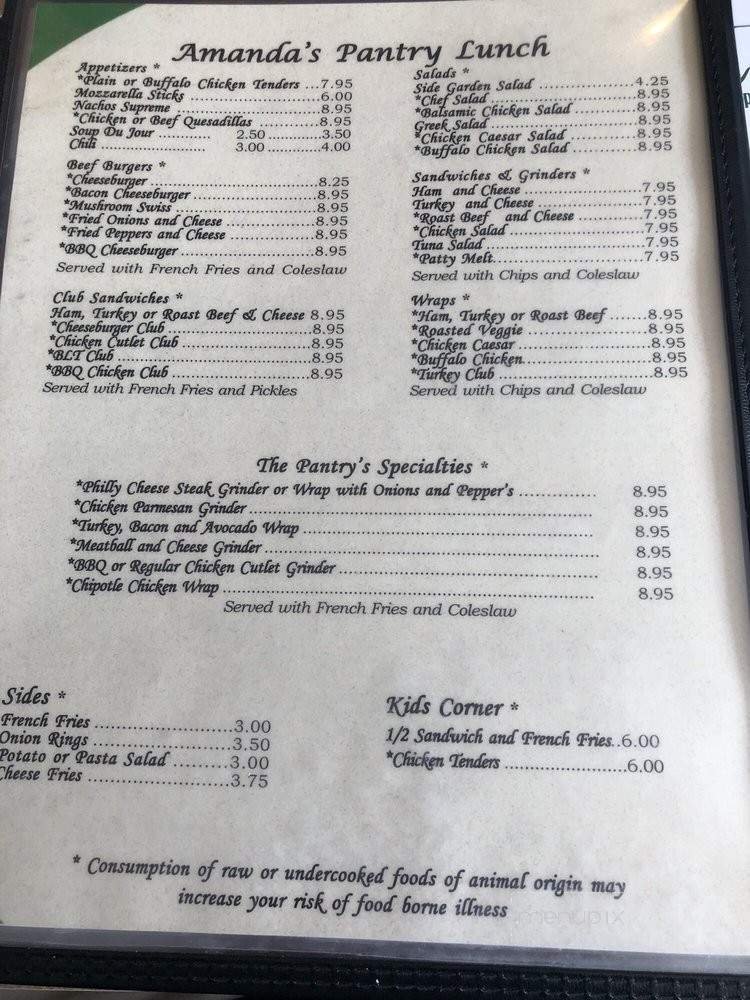 Amanda's Pantry Lunch
Appetizers *
*Plain or Buffalo Chicken Tenders ...7.95
Mozzarella Sticks ..........................6.00
Nachos Supreme ..............................8.95
*Chicken or Beef Quesadillas ............8.95
Soup Du Jour ........... 2.50 ............3.50
Chili ...................... 3.00 ............4.00
Beef Burgers *
*Cheeseburger ................................8.25
*Bacon Cheeseburger ........................8.95
*Mushroom Swiss ............................8.95
*Fried Onions and Cheese .................8.95
*Fried Peppers and Cheese ................8.95
*BBQ Cheeseburger ..........................8.95
Served with French Fries and Coleslaw
Club Sandwiches *
Ham, Turkey or Roast Beef & Cheese 8.95
*Cheeseburger Club ..........................8.95
*Chicken Cutlet Club ........................8.95
*BLT Club ......................................8.95
*BBQ Chicken Club ...........................8.95
Served with French Fries and Pickles
Salads *
Side Garden Salad ...................4.25
*Chef Salad .............................8.95
*Balsamic Chicken Salad ............8.95
Greek Salad .............................8.95
*Chicken Caesar Salad ..............8.95
*Buffalo Chicken Salad .............8.95
Sandwiches & Grinders *
Ham and Cheese .......................7.95
Turkey and Cheese ....................7.95
*Roast Beef and Cheese .............7.95
*Chicken Salad .........................7.95
Tuna Salad ..............................7.95
*Patty Melt...............................7.95
Served with Chips and Coleslaw
Wraps *
*Ham, Turkey or Roast Beef .......8.95
*Roasted Veggie .......................8.95
*Chicken Caesar ........................8.95
*Buffalo Chicken........................8.95
*Turkey Club ............................8.95
Served with Chips and Coleslaw
The Pantry's Specialties *
*Philly Cheese Steak Grinder or Wrap with Onions and Pepper's .............. 8.95
*Chicken Parmesan Grinder ............................................................ 8.95
*Turkey, Bacon and Avocado Wrap .................................................. 8.95
*Meatball and Cheese Grinder ......................................................... 8.95
*BBQ or Regular Chicken Cutlet Grinder ............................................ 8.95
*Chipotle Chicken Wrap ................................................................ 8.95
Served with French Fries and Coleslaw
Sides *
French Fries ........................3.00
Onion Rings ........................3.50
Potato or Pasta Salad .........3.00
Cheese Fries .........................3.75
Kids Corner *
1/2 Sandwich and French Fries..6.00
*Chicken Tenders .....................6.00
* Consumption of raw or undercooked foods of animal origin may
increase your risk of food borne illness
menupix